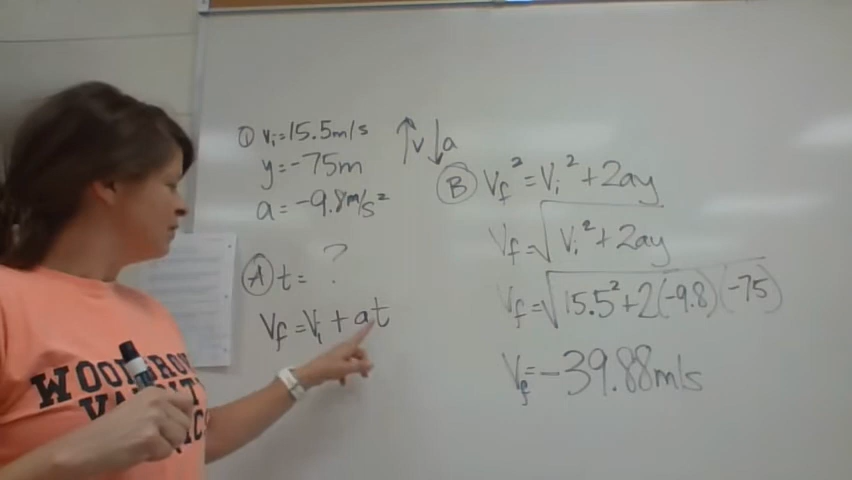 ① vᵢ=15.5m/s
y=-75m
a=-9.8m/s²
↑v ↓a
Ⓐ t= ?
Vf=Vᵢ+at
Ⓑ Vf²=Vᵢ²+2ay
Vf=√Vᵢ²+2ay
Vf=√15.5²+2(-9.8)(-75)
Vf=-39.88m/s